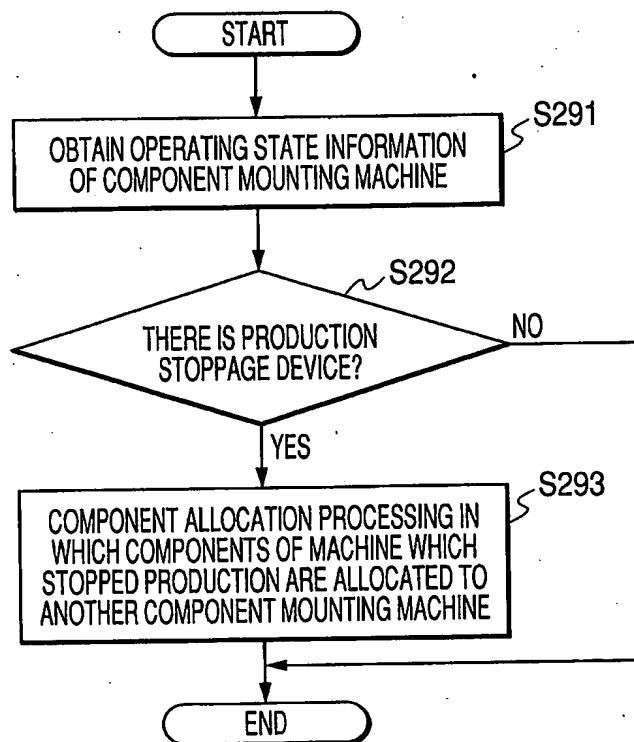 START
S291
OBTAIN OPERATING STATE INFORMATION
OF COMPONENT MOUNTING MACHINE
S292
THERE IS PRODUCTION
STOPPAGE DEVICE?
NO
YES
S293
COMPONENT ALLOCATION PROCESSING IN
WHICH COMPONENTS OF MACHINE WHICH
STOPPED PRODUCTION ARE ALLOCATED TO
ANOTHER COMPONENT MOUNTING MACHINE
END